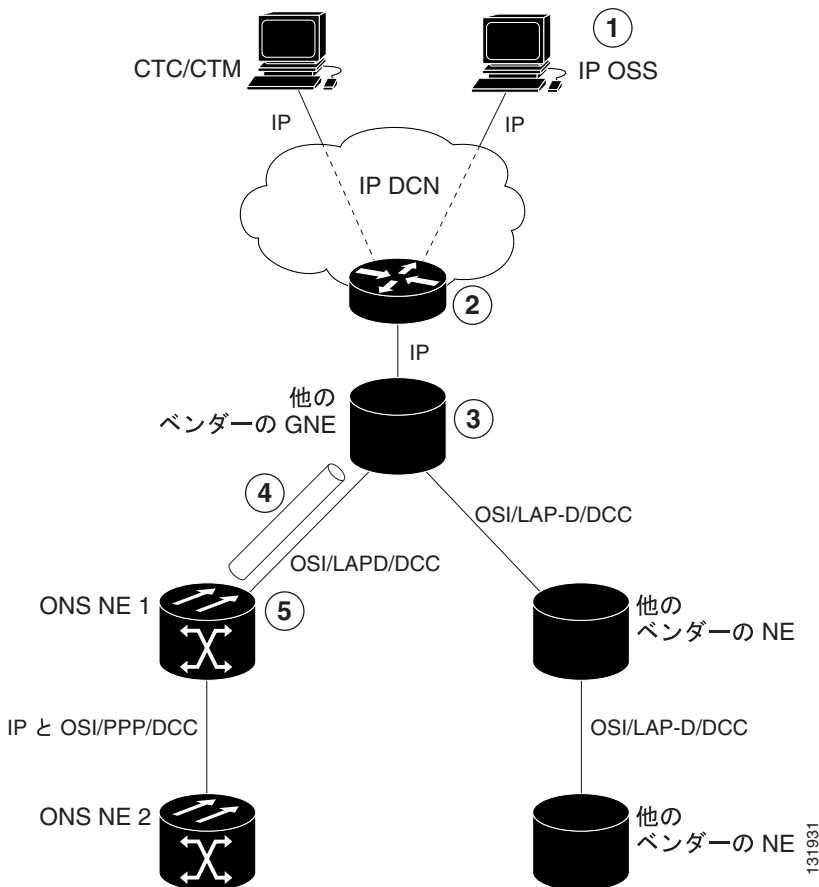 1
CTC/CTM
IP OSS
IP
IP
IP DCN
2
IP
他の
ベンダーの GNE
3
4
OSI/LAP-D/DCC
OSI/LAPD/DCC
ONS NE 1
5
他の
ベンダーの NE
IP と OSI/PPP/DCC
OSI/LAP-D/DCC
ONS NE 2
他の
ベンダーの NE
131931